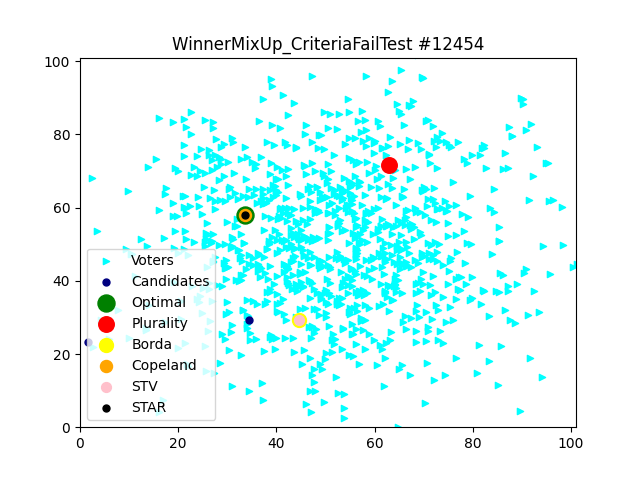 WinnerMixUp_CriteriaFailTest #12454
100
80
60
40
20
0
Voters
Candidates
Optimal
Plurality
Borda
Copeland
STV
STAR
0 20 40 60 80 100